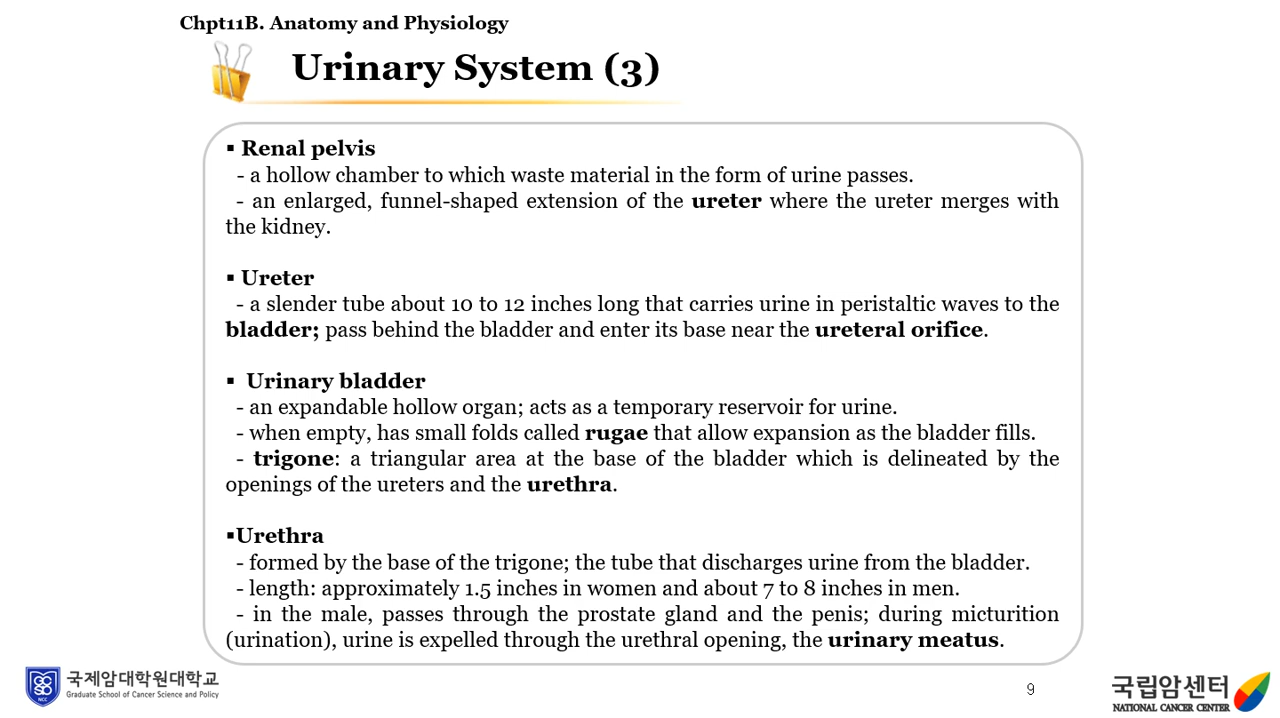 Chpt11B. Anatomy and Physiology
Urinary System (3)
▪ Renal pelvis
- a hollow chamber to which waste material in the form of urine passes.
- an enlarged, funnel-shaped extension of the ureter where the ureter merges with
the kidney.
▪ Ureter
- a slender tube about 10 to 12 inches long that carries urine in peristaltic waves to the
bladder; pass behind the bladder and enter its base near the ureteral orifice.
▪ Urinary bladder
- an expandable hollow organ; acts as a temporary reservoir for urine.
- when empty, has small folds called rugae that allow expansion as the bladder fills.
- trigone: a triangular area at the base of the bladder which is delineated by the
openings of the ureters and the urethra.
▪Urethra
- formed by the base of the trigone; the tube that discharges urine from the bladder.
- length: approximately 1.5 inches in women and about 7 to 8 inches in men.
- in the male, passes through the prostate gland and the penis; during micturition
(urination), urine is expelled through the urethral opening, the urinary meatus.
NCC
국제암대학원대학교
Graduate School of Cancer Science and Policy
9
국립암센터
NATIONAL CANCER CENTER